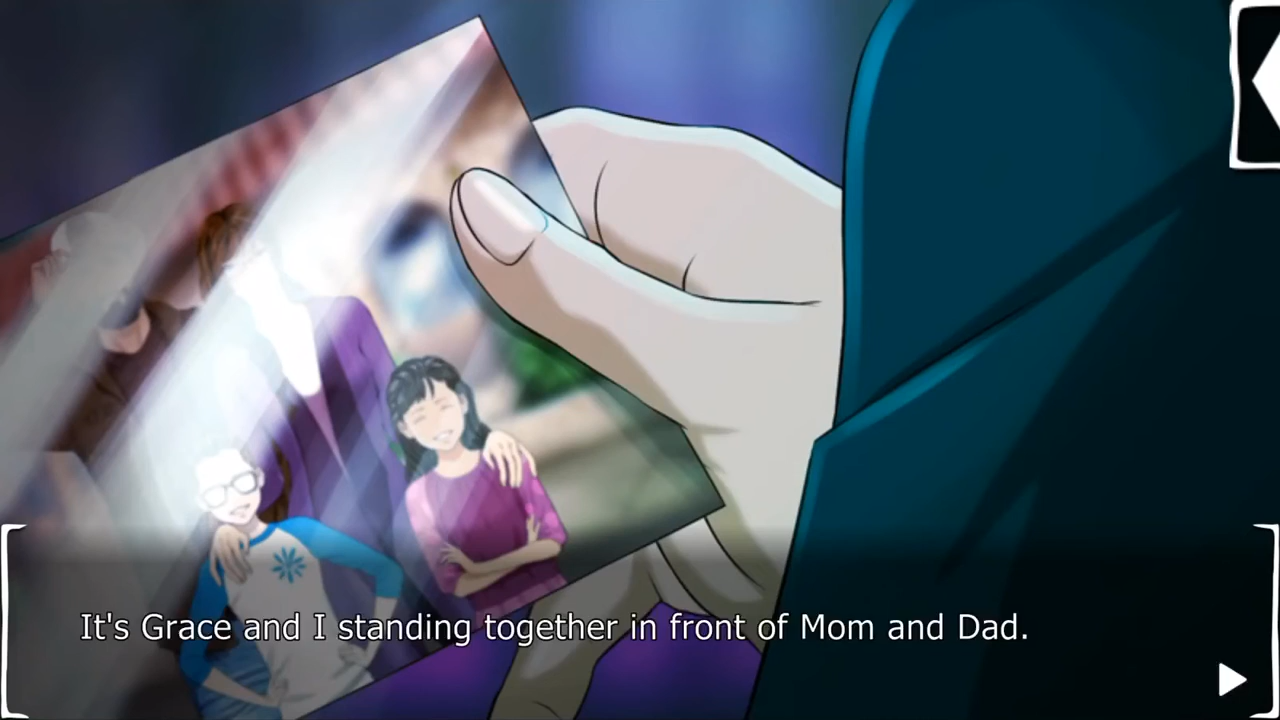 It's Grace and I standing together in front of Mom and Dad.